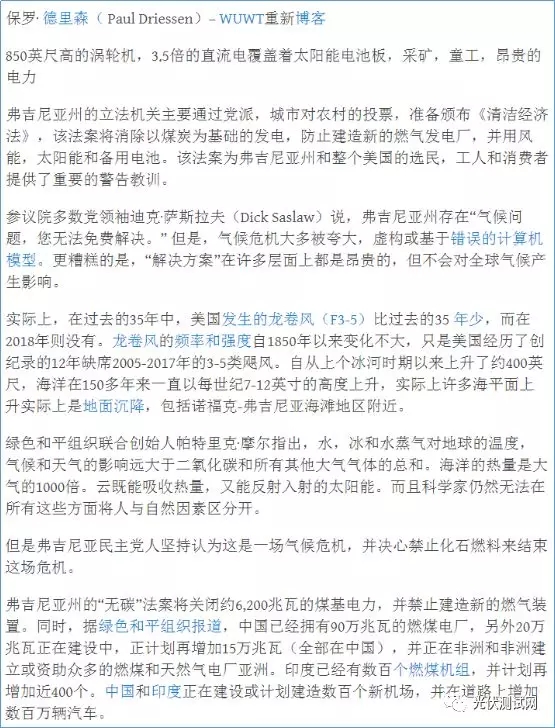 保罗· 德里森（ Paul Driessen）– WUWT重新博客
850英尺高的涡轮机，3.5倍的直流电覆盖着太阳能电池板，采矿，童工，昂贵的
电力
弗吉尼亚州的立法机关主要通过党派，城市对农村的投票，准备颁布《清洁经济
法》，该法案将消除以煤炭为基础的发电，防止建造新的燃气发电厂，并用风
能，太阳能和备用电池。该法案为弗吉尼亚州和整个美国的选民，工人和消费者
提供了重要的警告教训。
参议院多数党领袖迪克·萨斯拉夫（Dick Saslaw）说，弗吉尼亚州存在“气候问
题，您无法免费解决。” 但是，气候危机大多被夸大，虚构或基于错误的计算机
模型。更糟糕的是，“解决方案”在许多层面上都是昂贵的，但不会对全球气候产
生影响。
实际上，在过去的35年中，美国发生的龙卷风（F3-5）比过去的35 年少，而在
2018年则没有。龙卷风的频率和强度自1850年以来变化不大，只是美国经历了创
纪录的12年缺席2005-2017年的3-5类飓风。自从上个冰河时期以来上升了约400英
尺，海洋在150多年来一直以每世纪7-12英寸的高度上升，实际上许多海平面上
升实际上是地面沉降，包括诺福克-弗吉尼亚海滩地区附近。
绿色和平组织联合创始人帕特里克·摩尔指出，水，冰和水蒸气对地球的温度，
气候和天气的影响远大于二氧化碳和所有其他大气气体的总和。海洋的热量是大
气的1000倍。云既能吸收热量，又能反射入射的太阳能。而且科学家仍然无法在
所有这些方面将人与自然因素区分开。
但是弗吉尼亚民主党人坚持认为这是一场气候危机，并决心禁止化石燃料来结束
这场危机。
弗吉尼亚州的“无碳”法案将关闭约6,200兆瓦的煤基电力，并禁止建造新的燃气装
置。同时，据绿色和平组织报道，中国已经拥有90万兆瓦的燃煤电厂，另外20万
兆瓦正在建设中，正计划再增加15万兆瓦（全部在中国），并正在非洲和非洲建
立或资助众多的燃煤和天然气电厂亚洲。印度已经有数百个燃煤机组，并计划再
增加近400个。中国和印度正在建设或计划建造数百个新机场，并在道路上增加
数百万辆汽车。
光伏测试网